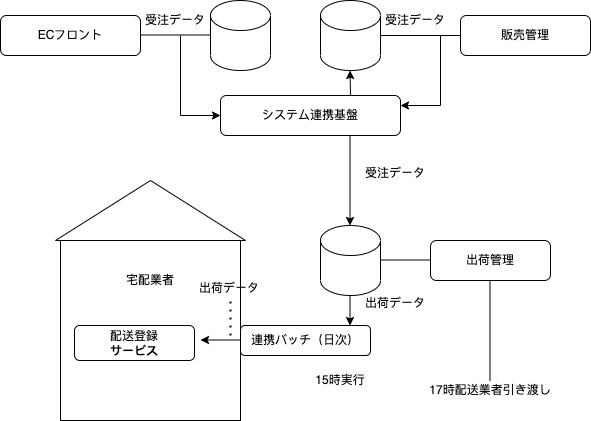 ECフロント
受注データ
受注データ
販売管理
システム連携基盤
受注データ
宅配業者
出荷データ
出荷管理
出荷データ
配送登録
サービス
連携バッチ（日次）
15時実行
17時配送業者引き渡し